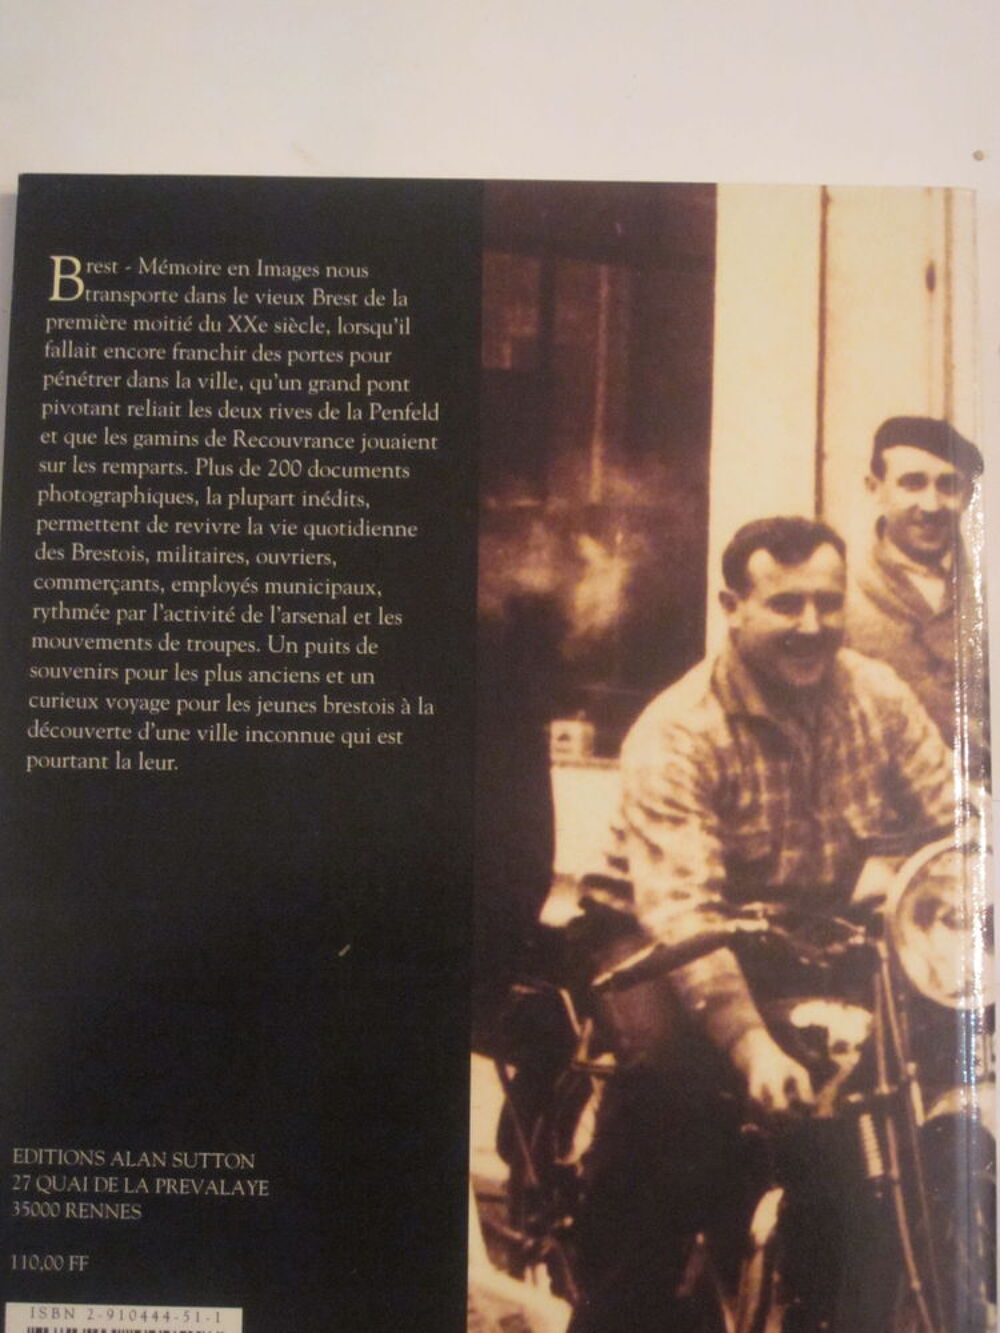 Brest - Mémoire en Images nous
transporte dans le vieux Brest de la
première moitié du XXe siècle, lorsqu'il
fallait encore franchir des portes pour
pénétrer dans la ville, qu'un grand pont
pivotant reliait les deux rives de la Penfeld
et que les gamins de Recouvrance jouaient
sur les remparts. Plus de 200 documents
photographiques, la plupart inédits,
permettent de revivre la vie quotidienne
des Brestois, militaires, ouvriers,
commerçants, employés municipaux,
rythmée par l'activité de l'arsenal et les
mouvements de troupes. Un puits de
souvenirs pour les plus anciens et un
curieux voyage pour les jeunes brestois à la
découverte d'une ville inconnue qui est
pourtant la leur.
EDITIONS ALAN SUTTON
27 QUAI DE LA PREVALAYE
35000 RENNES
110,00 FF
ISBN 2-910444-51-1